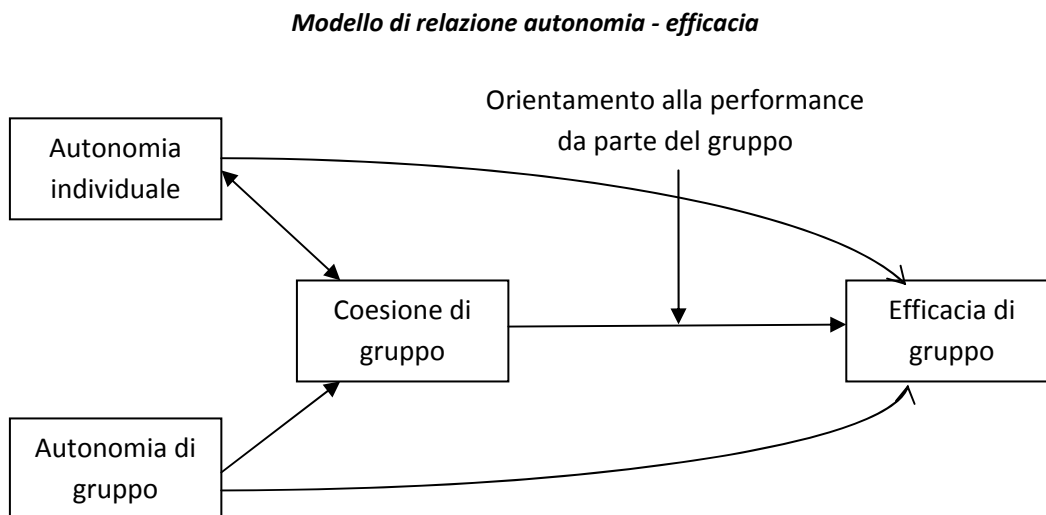 Modello di relazione autonomia - efficacia
Orientamento alla performance
da parte del gruppo
Autonomia
individuale
Coesione di
gruppo
Efficacia di
gruppo
Autonomia di
gruppo